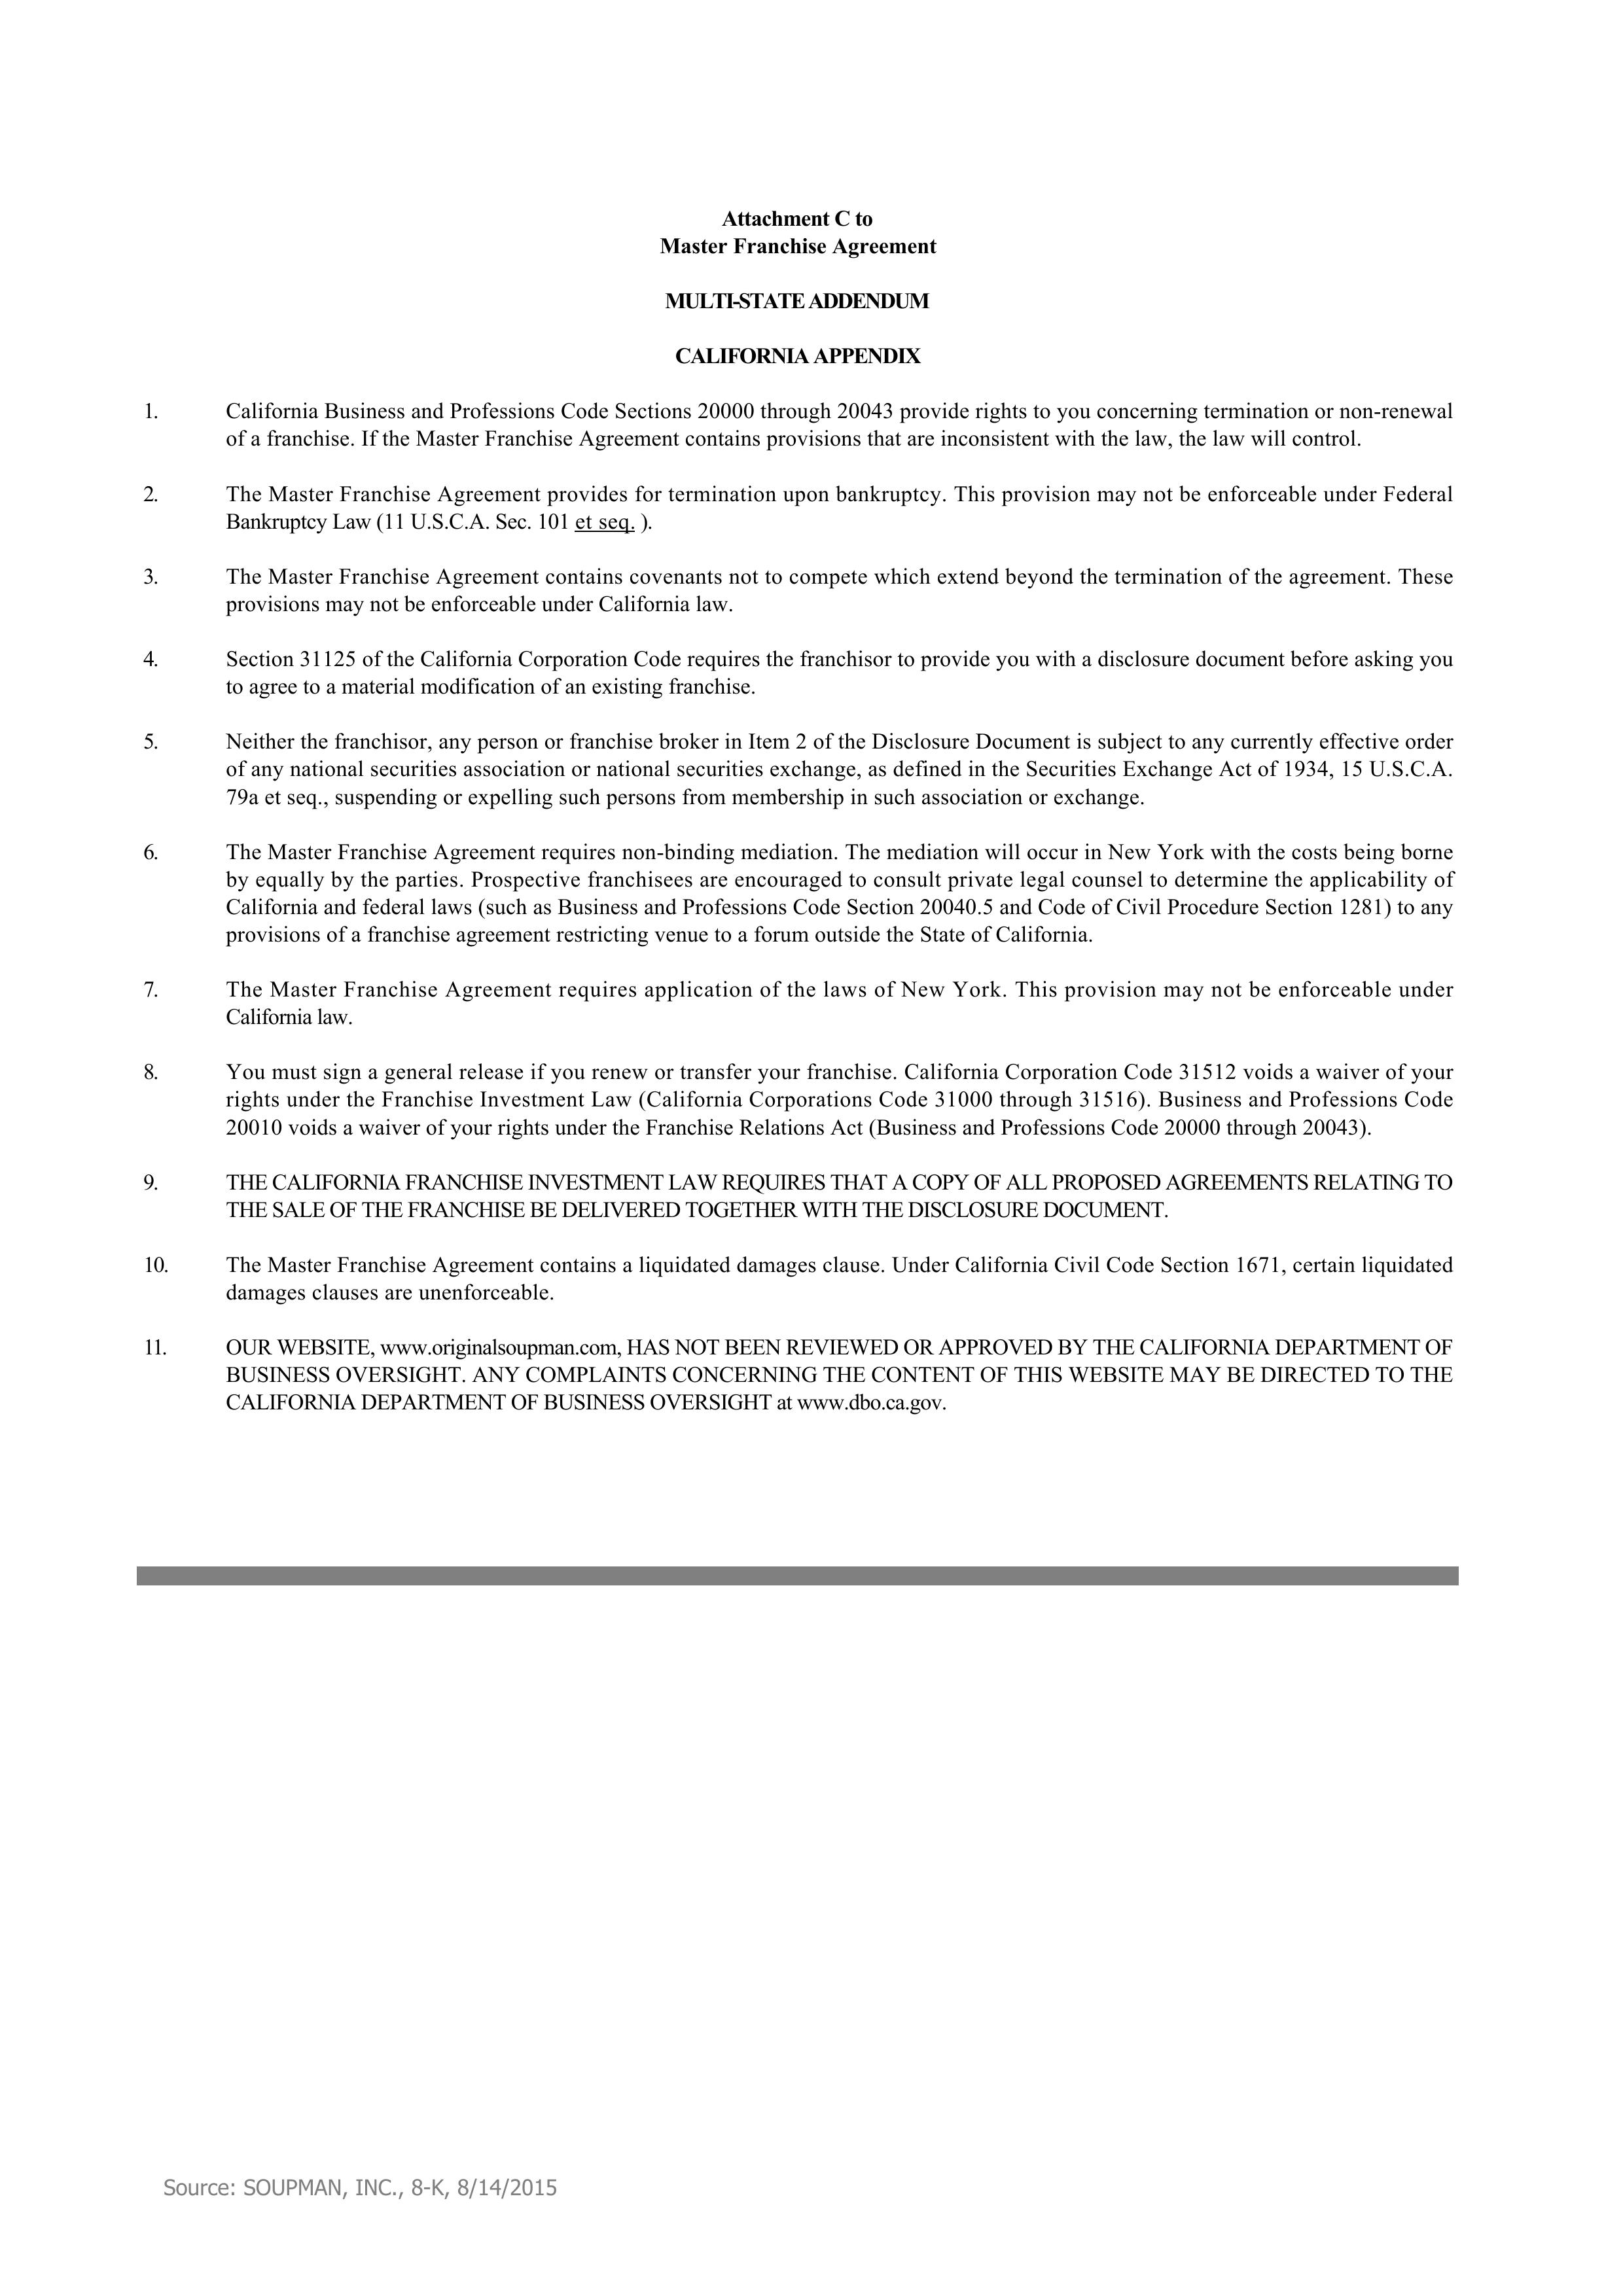 Attachment C to
Master Franchise Agreement
MULTI-STATE ADDENDUM
CALIFORNIA APPENDIX
1. California Business and Professions Code Sections 20000 through 20043 provide rights to you concerning termination or non-renewal
of a franchise. If the Master Franchise Agreement contains provisions that are inconsistent with the law, the law will control.
2. The Master Franchise Agreement provides for termination upon bankruptcy. This provision may not be enforceable under Federal
Bankruptcy Law (11 U.S.C.A. Sec. 101 et seq. ).
3. The Master Franchise Agreement contains covenants not to compete which extend beyond the termination of the agreement. These
provisions may not be enforceable under California law.
4. Section 31125 of the California Corporation Code requires the franchisor to provide you with a disclosure document before asking you
to agree to a material modification of an existing franchise.
5. Neither the franchisor, any person or franchise broker in Item 2 of the Disclosure Document is subject to any currently effective order
of any national securities association or national securities exchange, as defined in the Securities Exchange Act of 1934, 15 U.S.C.A.
79a et seq., suspending or expelling such persons from membership in such association or exchange.
6. The Master Franchise Agreement requires non-binding mediation. The mediation will occur in New York with the costs being borne
by equally by the parties. Prospective franchisees are encouraged to consult private legal counsel to determine the applicability of
California and federal laws (such as Business and Professions Code Section 20040.5 and Code of Civil Procedure Section 1281) to any
provisions of a franchise agreement restricting venue to a forum outside the State of California.
7. The Master Franchise Agreement requires application of the laws of New York. This provision may not be enforceable under
California law.
8. You must sign a general release if you renew or transfer your franchise. California Corporation Code 31512 voids a waiver of your
rights under the Franchise Investment Law (California Corporations Code 31000 through 31516). Business and Professions Code
20010 voids a waiver of your rights under the Franchise Relations Act (Business and Professions Code 20000 through 20043).
9. THE CALIFORNIA FRANCHISE INVESTMENT LAW REQUIRES THAT A COPY OF ALL PROPOSED AGREEMENTS RELATING TO
THE SALE OF THE FRANCHISE BE DELIVERED TOGETHER WITH THE DISCLOSURE DOCUMENT.
10. The Master Franchise Agreement contains a liquidated damages clause. Under California Civil Code Section 1671, certain liquidated
damages clauses are unenforceable.
11. OUR WEBSITE, www.originalsoupman.com, HAS NOT BEEN REVIEWED OR APPROVED BY THE CALIFORNIA DEPARTMENT OF
BUSINESS OVERSIGHT. ANY COMPLAINTS CONCERNING THE CONTENT OF THIS WEBSITE MAY BE DIRECTED TO THE
CALIFORNIA DEPARTMENT OF BUSINESS OVERSIGHT at www.dbo.ca.gov.
Source: SOUPMAN, INC., 8-K, 8/14/2015